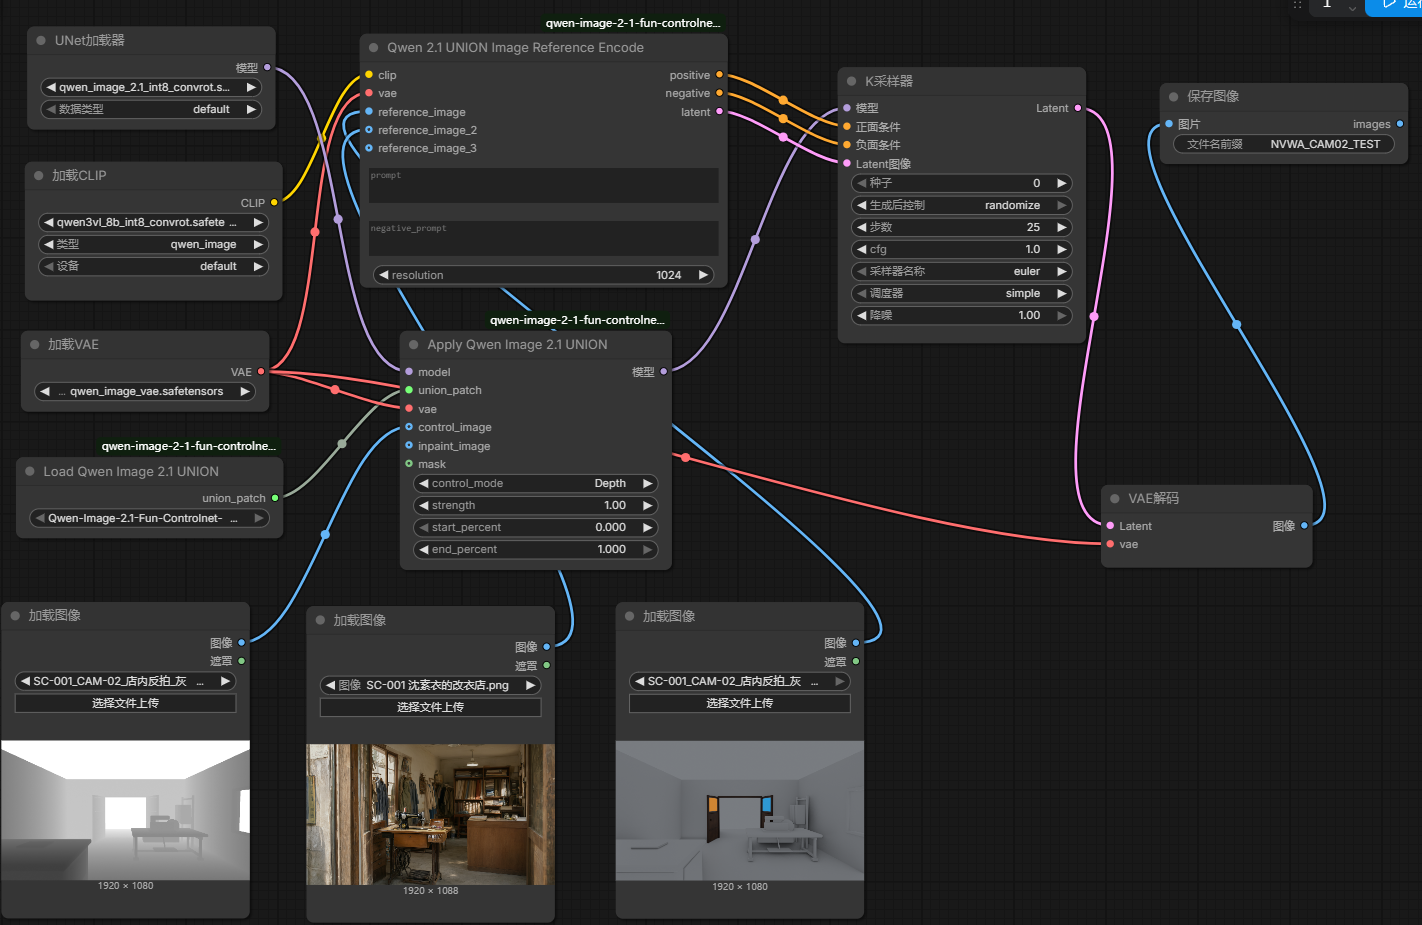 1
运行
qwen-image-2-1-fun-controlne...
UNet加载器
模型
qwen_image_2.1_int8_convrot.s...
数据类型 default
加载CLIP
CLIP
qwen3vl_8b_int8_convrot.safete ...
类型 qwen_image
设备 default
加载VAE
VAE
... qwen_image_vae.safetensors
qwen-image-2-1-fun-controlne...
Load Qwen Image 2.1 UNION
union_patch
Qwen-Image-2.1-Fun-Controlnet- ...
Qwen 2.1 UNION Image Reference Encode
clip positive
vae negative
reference_image latent
reference_image_2
reference_image_3
prompt
negative_prompt
resolution 1024
qwen-image-2-1-fun-controlne...
Apply Qwen Image 2.1 UNION
model 模型
union_patch
vae
control_image
inpaint_image
mask
control_mode Depth
strength 1.00
start_percent 0.000
end_percent 1.000
K采样器
模型 Latent
正面条件
负面条件
Latent图像
种子 0
生成后控制 randomize
步数 25
cfg 1.0
采样器名称 euler
调度器 simple
降噪 1.00
保存图像
图片 images
文件名前缀 NVWA_CAM02_TEST
VAE解码
Latent 图像
vae
加载图像
图像
遮罩
SC-001_CAM-02_店内反拍_灰 ...
选择文件上传
1920 × 1080
加载图像
图像
遮罩
图像 SC-001 沈素衣的改衣店.png
选择文件上传
1920 × 1088
加载图像
图像
遮罩
SC-001_CAM-02_店内反拍_灰 ...
选择文件上传
1920 × 1080